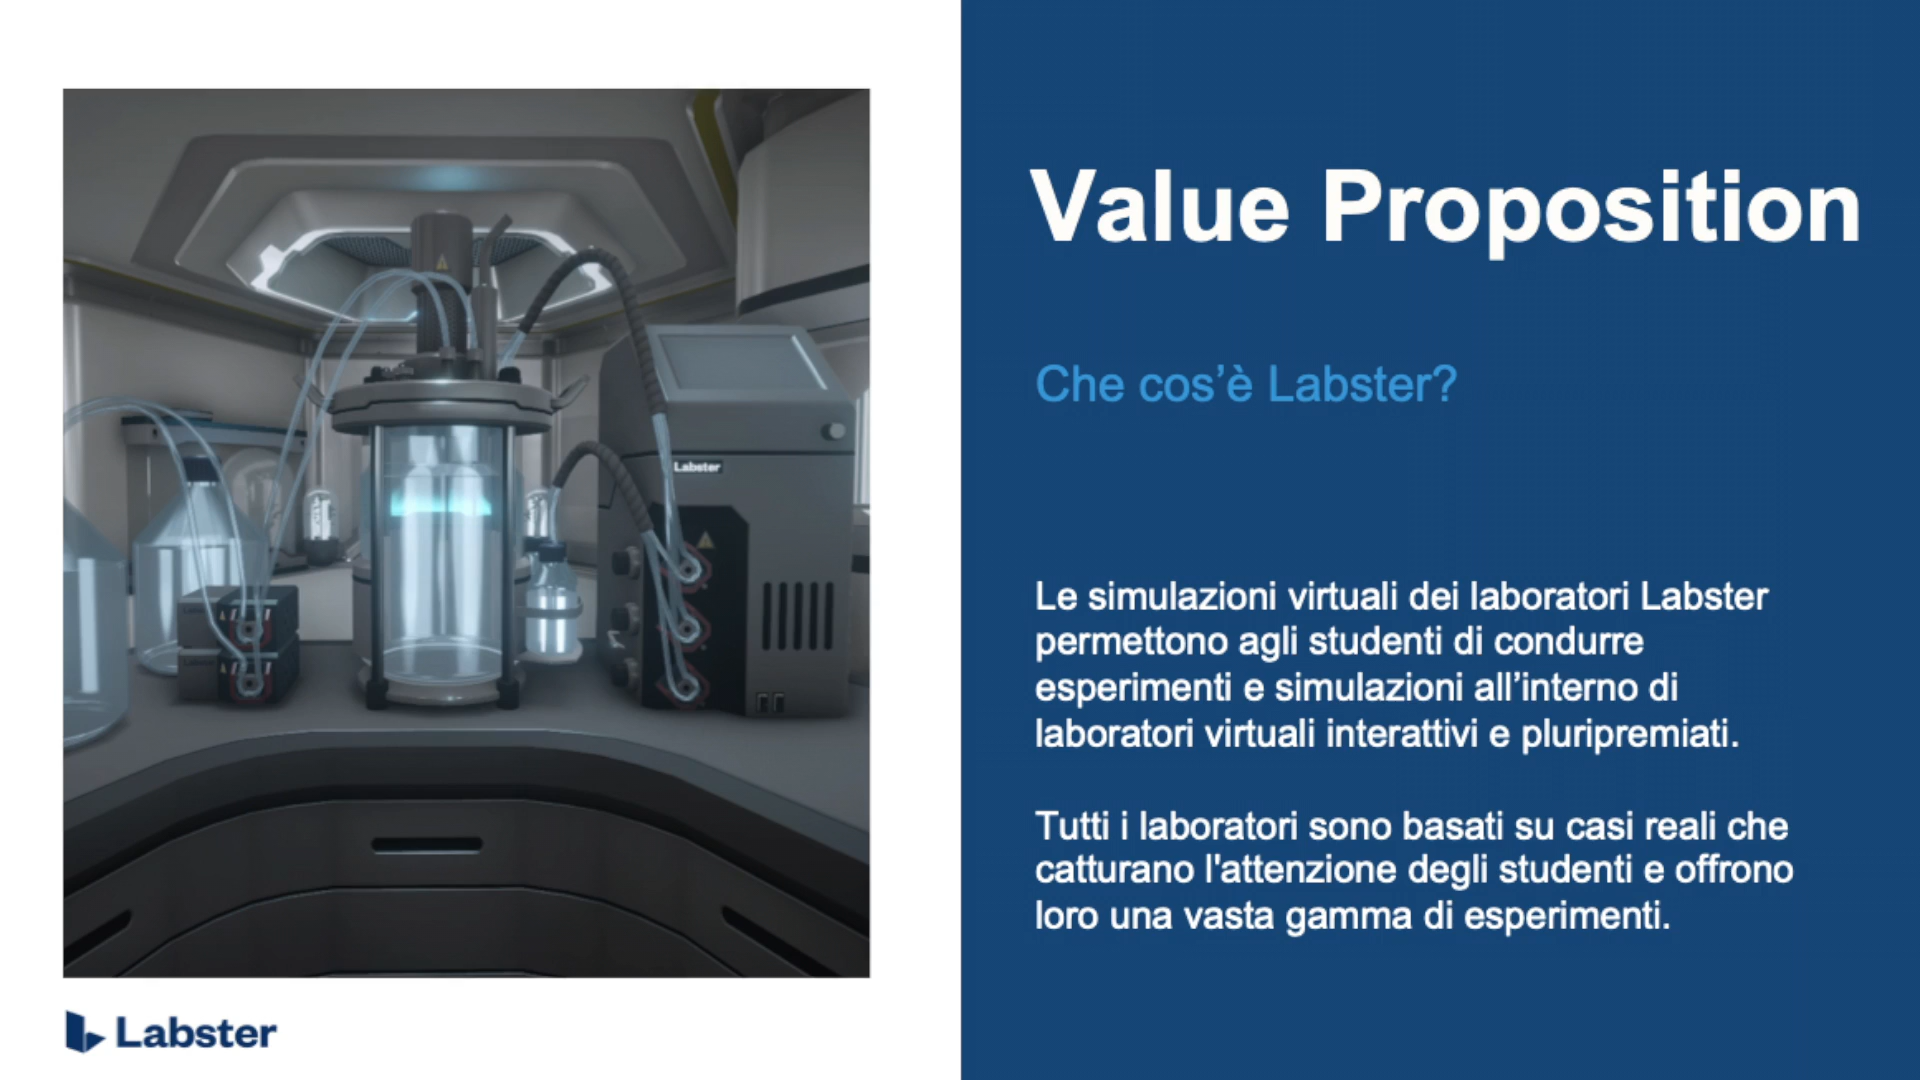 Value Proposition
Che cos’è Labster?
Labster
Le simulazioni virtuali dei laboratori Labster
permettono agli studenti di condurre
esperimenti e simulazioni all’interno di
laboratori virtuali interattivi e pluripremiati.
Tutti i laboratori sono basati su casi reali che
catturano l'attenzione degli studenti e offrono
loro una vasta gamma di esperimenti.
Labster